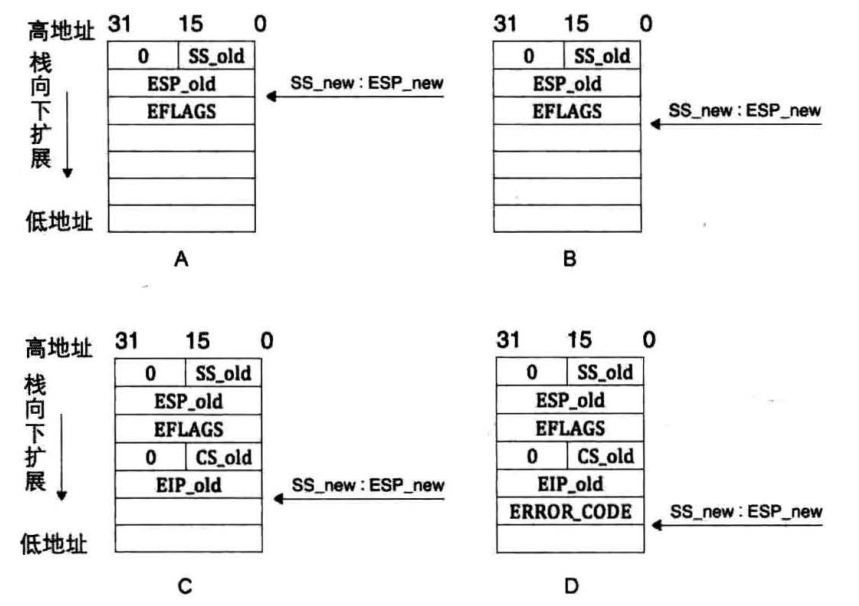 高地址 31 15 0
0 SS_old
ESP_old
EFLAGS
SS_new : ESP_new
栈向下扩展
低地址
A
31 15 0
0 SS_old
ESP_old
EFLAGS
SS_new : ESP_new
B
高地址 31 15 0
0 SS_old
ESP_old
EFLAGS
0 CS_old
EIP_old
SS_new : ESP_new
栈向下扩展
低地址
C
31 15 0
0 SS_old
ESP_old
EFLAGS
0 CS_old
EIP_old
ERROR_CODE
SS_new : ESP_new
D